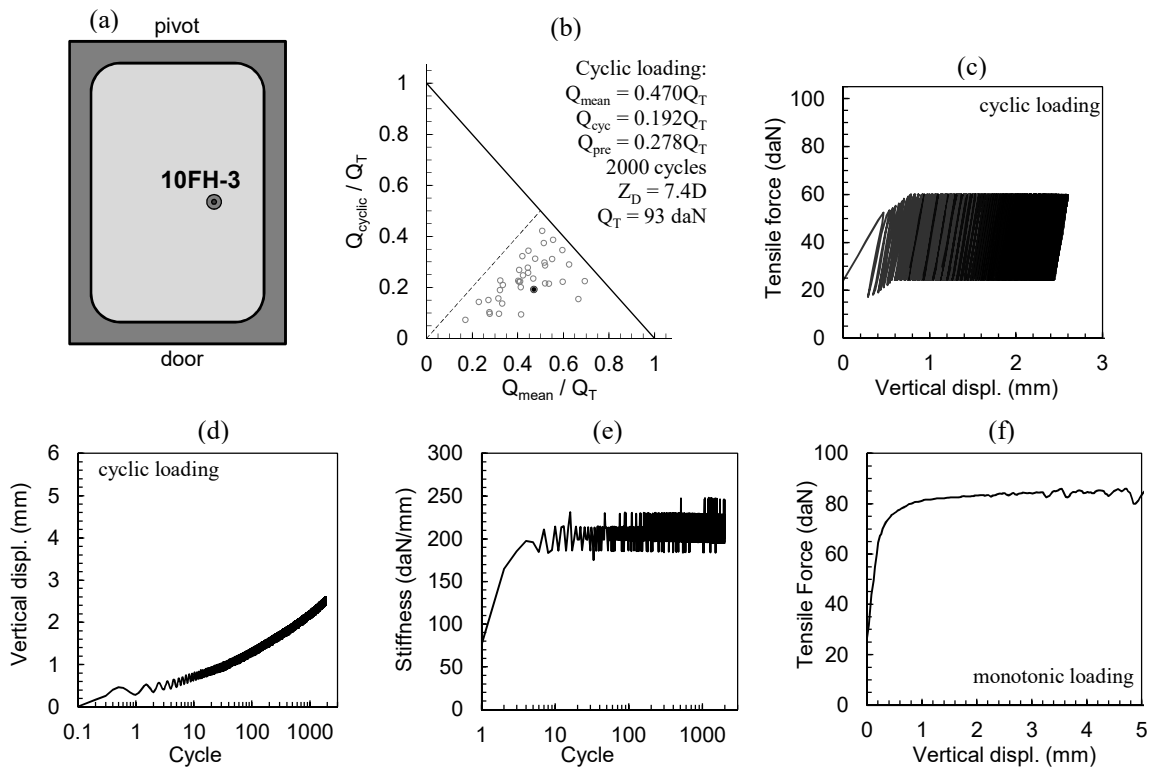 (a)
pivot
10FH-3
door
(b)
Cyclic loading:
Q_mean = 0.470Q_T
Q_cyc = 0.192Q_T
Q_pre = 0.278Q_T
2000 cycles
Z_D = 7.4D
Q_T = 93 daN
Q_cyclic / Q_T
1
0.8
0.6
0.4
0.2
0
0 0.2 0.4 0.6 0.8 1
Q_mean / Q_T
(c)
cyclic loading
Tensile force (daN)
100
80
60
40
20
0
0 1 2 3
Vertical displ. (mm)
(d)
cyclic loading
Vertical displ. (mm)
6
5
4
3
2
1
0
0.1 1 10 100 1000
Cycle
(e)
Stiffness (daN/mm)
300
250
200
150
100
50
0
1 10 100 1000
Cycle
(f)
Tensile Force (daN)
100
80
60
40
20
0
monotonic loading
0 1 2 3 4 5
Vertical displ. (mm)